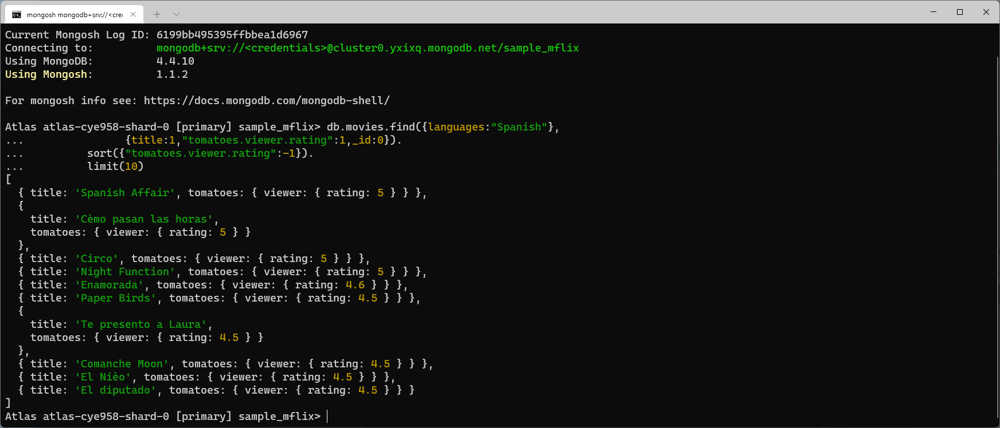 mongosh mongodb+srv://<cre
Current Mongosh Log ID: 6199bb495395ffbbea1d6967
Connecting to:          mongodb+srv://<credentials>@cluster0.yxixq.mongodb.net/sample_mflix
Using MongoDB:          4.4.10
Using Mongosh:          1.1.2
For mongosh info see: https://docs.mongodb.com/mongodb-shell/
Atlas atlas-cye958-shard-0 [primary] sample_mflix> db.movies.find({languages:"Spanish"},
...                {title:1,"tomatoes.viewer.rating":1,_id:0}).
...          sort({"tomatoes.viewer.rating":-1}).
...          limit(10)
[
  { title: 'Spanish Affair', tomatoes: { viewer: { rating: 5 } } },
  {
    title: 'Cèmo pasan las horas',
    tomatoes: { viewer: { rating: 5 } }
  },
  { title: 'Circo', tomatoes: { viewer: { rating: 5 } } },
  { title: 'Night Function', tomatoes: { viewer: { rating: 5 } } },
  { title: 'Enamorada', tomatoes: { viewer: { rating: 4.6 } } },
  { title: 'Paper Birds', tomatoes: { viewer: { rating: 4.5 } } },
  {
    title: 'Te presento a Laura',
    tomatoes: { viewer: { rating: 4.5 } }
  },
  { title: 'Comanche Moon', tomatoes: { viewer: { rating: 4.5 } } },
  { title: 'El Nièo', tomatoes: { viewer: { rating: 4.5 } } },
  { title: 'El diputado', tomatoes: { viewer: { rating: 4.5 } } }
]
Atlas atlas-cye958-shard-0 [primary] sample_mflix>